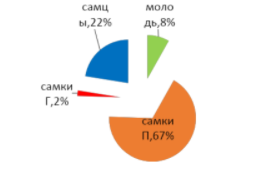 самц
ы,22%
моло
дь,8%
самки
Г,2%
самки
П,67%